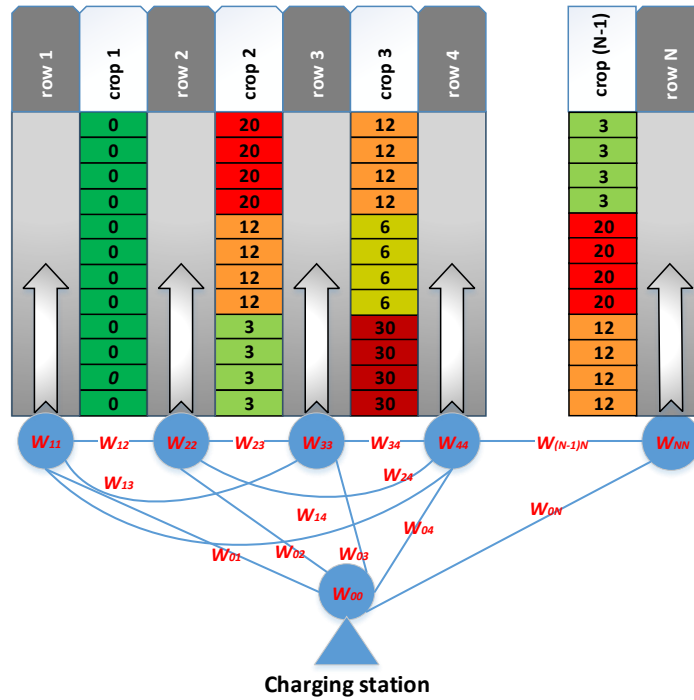 row 1 crop 1 row 2 crop 2 row 3 crop 3 row 4 crop (N-1) row N
0 20 12 3
0 20 12 3
0 20 12 3
0 20 12 3
0 12 6 20
0 12 6 20
0 12 6 20
0 12 6 20
0 3 30 12
0 3 30 12
0 3 30 12
0 3 30 12
W11 W12 W22 W23 W33 W34 W44 W(N-1)N WNN
W13 W24
W14 W04 W0N
W01 W02 W03
W00
Charging station